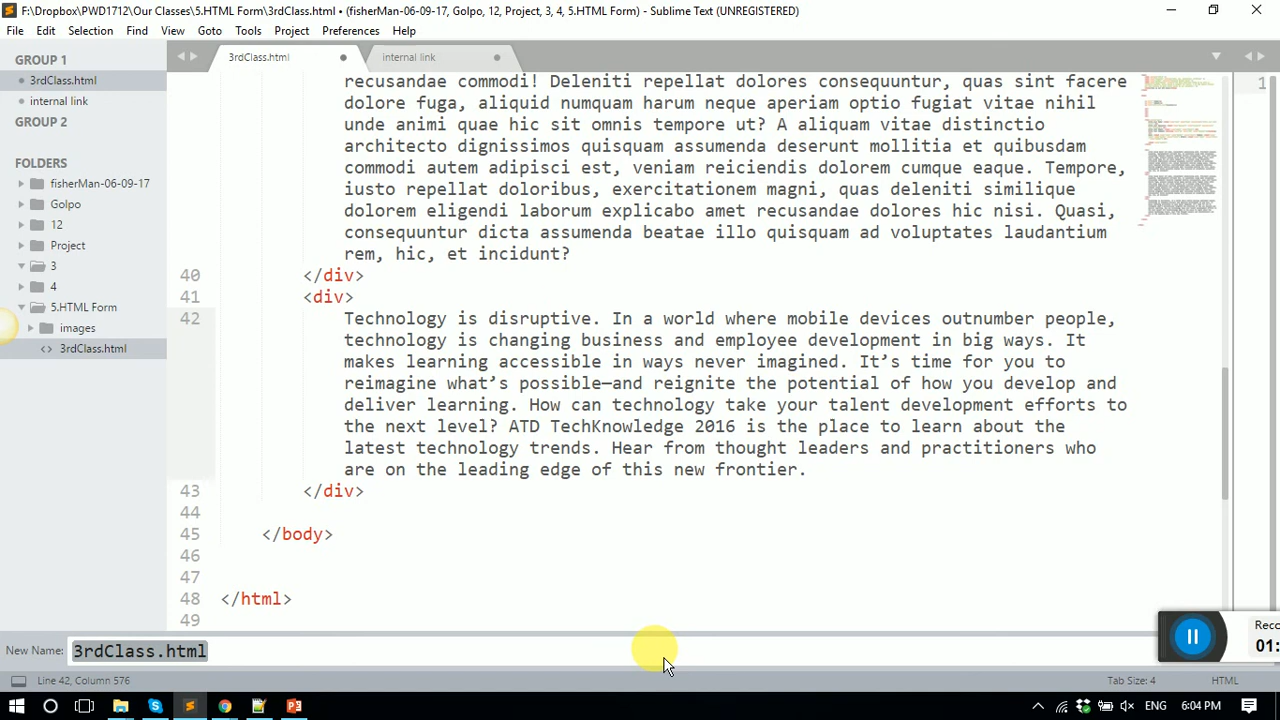 F:\Dropbox\PWD1712\Our Classes\5.HTML Form\3rdClass.html • (fisherMan-06-09-17, Golpo, 12, Project, 3, 4, 5.HTML Form) - Sublime Text (UNREGISTERED)
File Edit Selection Find View Goto Tools Project Preferences Help
GROUP 1
3rdClass.html
internal link
GROUP 2
FOLDERS
fisherMan-06-09-17
Golpo
12
Project
3
4
5.HTML Form
images
<> 3rdClass.html
3rdClass.html
internal link
recusandae commodi! Deleniti repellat dolores consequuntur, quas sint facere
dolore fuga, aliquid numquam harum neque aperiam optio fugiat vitae nihil
unde animi quae hic sit omnis tempore ut? A aliquam vitae distinctio
architecto dignissimos quisquam assumenda deserunt mollitia et quibusdam
commodi autem adipisci est, veniam reiciendis dolorem cumque eaque. Tempore,
iusto repellat doloribus, exercitationem magni, quas deleniti similique
dolorem eligendi laborum explicabo amet recusandae dolores hic nisi. Quasi,
consequuntur dicta assumenda beatae illo quisquam ad voluptates laudantium
rem, hic, et incidunt?
40 </div>
41 <div>
42 Technology is disruptive. In a world where mobile devices outnumber people,
technology is changing business and employee development in big ways. It
makes learning accessible in ways never imagined. It’s time for you to
reimagine what’s possible—and reignite the potential of how you develop and
deliver learning. How can technology take your talent development efforts to
the next level? ATD TechKnowledge 2016 is the place to learn about the
latest technology trends. Hear from thought leaders and practitioners who
are on the leading edge of this new frontier.
43 </div>
44
45 </body>
46
47
48 </html>
49
1
New Name: 3rdClass.html
Reco
01:
Line 42, Column 576
Tab Size: 4
HTML
ENG
6:04 PM